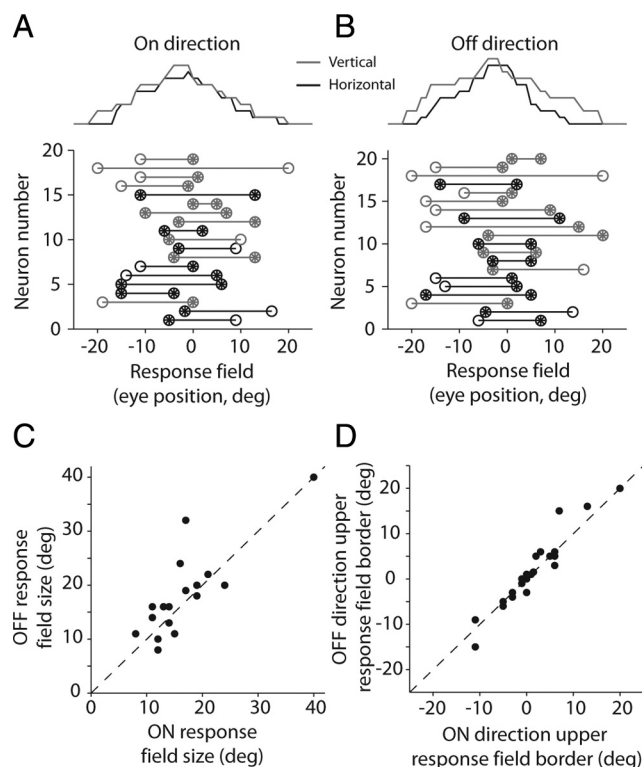 A
B
On direction
Off direction
Vertical
Horizontal
20
15
10
5
0
Neuron number
-20 -10 0 10 20
Response field
(eye position, deg)
20
15
10
5
0
Neuron number
-20 -10 0 10 20
Response field
(eye position, deg)
C
D
40
30
20
10
0
OFF response
field size (deg)
0 10 20 30 40
ON response
field size (deg)
20
10
0
-10
-20
OFF direction upper
response field border (deg)
-20 -10 0 10 20
ON direction upper
response field border (deg)